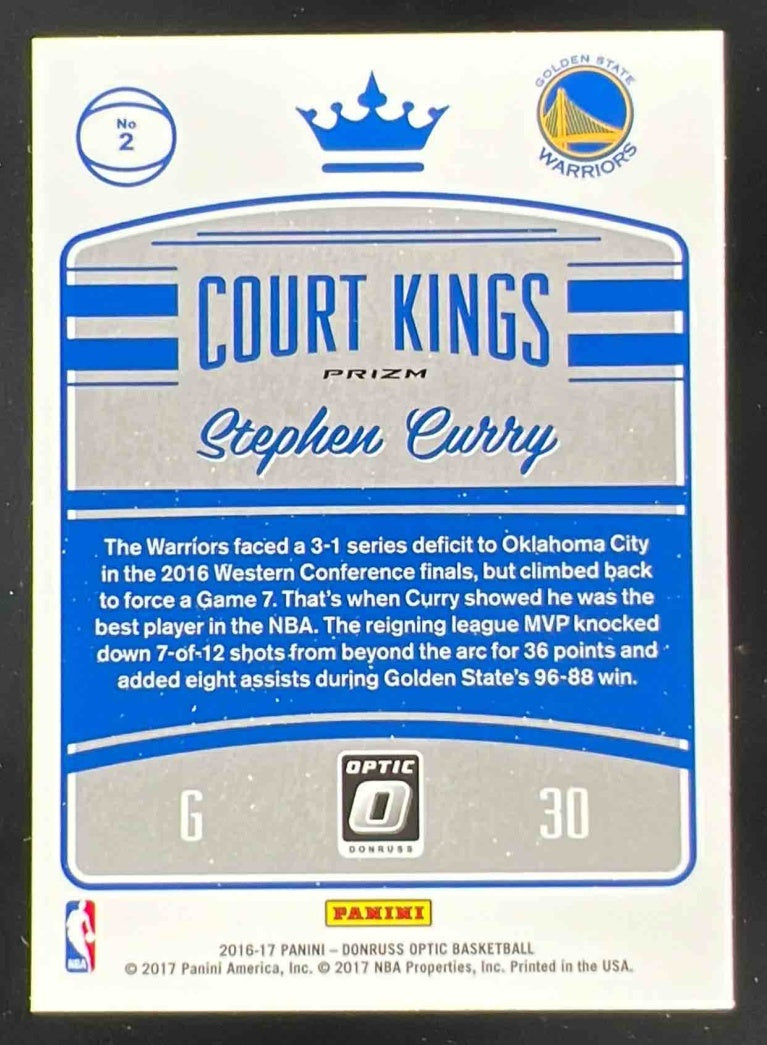 No
2
GOLDEN STATE
WARRIORS
COURT KINGS
PRIZM
Stephen Curry
The Warriors faced a 3-1 series deficit to Oklahoma City
in the 2016 Western Conference finals, but climbed back
to force a Game 7. That's when Curry showed he was the
best player in the NBA. The reigning league MVP knocked
down 7-of-12 shots from beyond the arc for 36 points and
added eight assists during Golden State's 96-88 win.
OPTIC
G
30
DONRUSS
PANINI
NBA
2016-17 PANINI – DONRUSS OPTIC BASKETBALL
© 2017 Panini America, Inc. © 2017 NBA Properties, Inc. Printed in the USA.